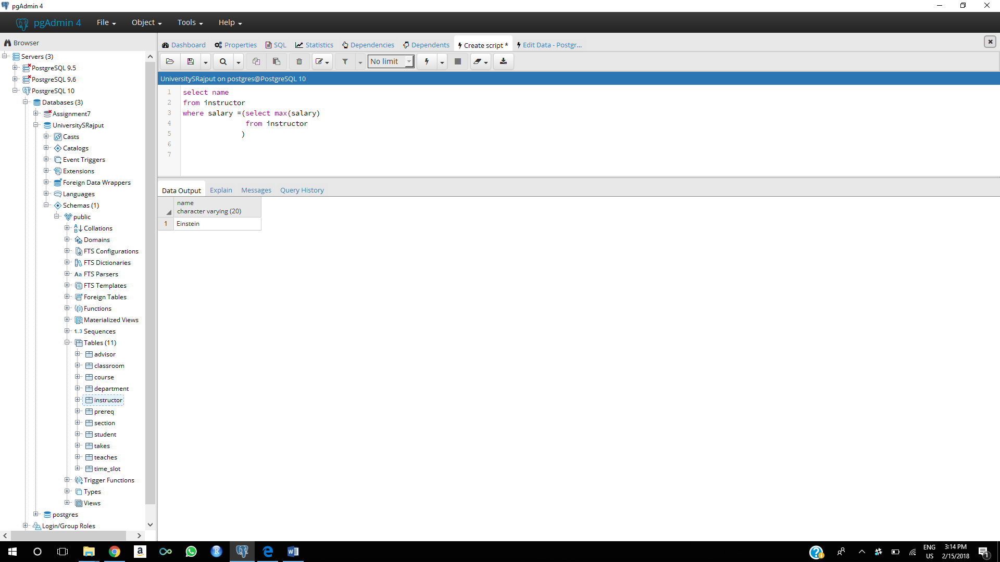 pgAdmin 4
pgAdmin 4 File Object Tools Help
Browser
Servers (3)
PostgreSQL 9.5
PostgreSQL 9.6
PostgreSQL 10
Databases (3)
Assignment7
UniversitySRajput
Casts
Catalogs
Event Triggers
Extensions
Foreign Data Wrappers
Languages
Schemas (1)
public
Collations
Domains
FTS Configurations
FTS Dictionaries
Aa FTS Parsers
FTS Templates
Foreign Tables
Functions
Materialized Views
1..3 Sequences
Tables (11)
advisor
classroom
course
department
instructor
prereq
section
student
takes
teaches
time_slot
Trigger Functions
Types
Views
postgres
Login/Group Roles
Dashboard Properties SQL Statistics Dependencies Dependents Create script * Edit Data - Postgr...
No limit
UniversitySRajput on postgres@PostgreSQL 10
1 select name
2 from instructor
3 where salary =(select max(salary)
4 from instructor
5 )
6
7
Data Output Explain Messages Query History
name
character varying (20)
1 Einstein
ENG
US
3:14 PM
2/15/2018
1